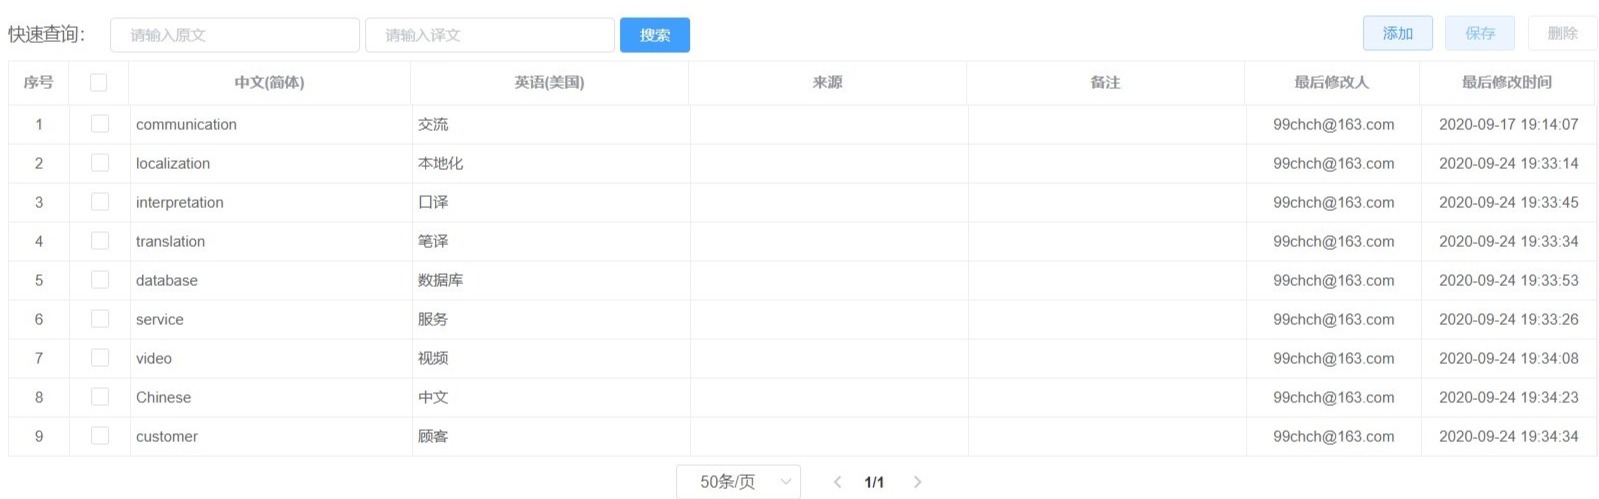 快速查询: 请输入原文 请输入译文 搜索 添加 保存 删除
序号 中文(简体) 英语(美国) 来源 备注 最后修改人 最后修改时间
1 communication 交流 99chch@163.com 2020-09-17 19:14:07
2 localization 本地化 99chch@163.com 2020-09-24 19:33:14
3 interpretation 口译 99chch@163.com 2020-09-24 19:33:45
4 translation 笔译 99chch@163.com 2020-09-24 19:33:34
5 database 数据库 99chch@163.com 2020-09-24 19:33:53
6 service 服务 99chch@163.com 2020-09-24 19:33:26
7 video 视频 99chch@163.com 2020-09-24 19:34:08
8 Chinese 中文 99chch@163.com 2020-09-24 19:34:23
9 customer 顾客 99chch@163.com 2020-09-24 19:34:34
50条/页 1/1